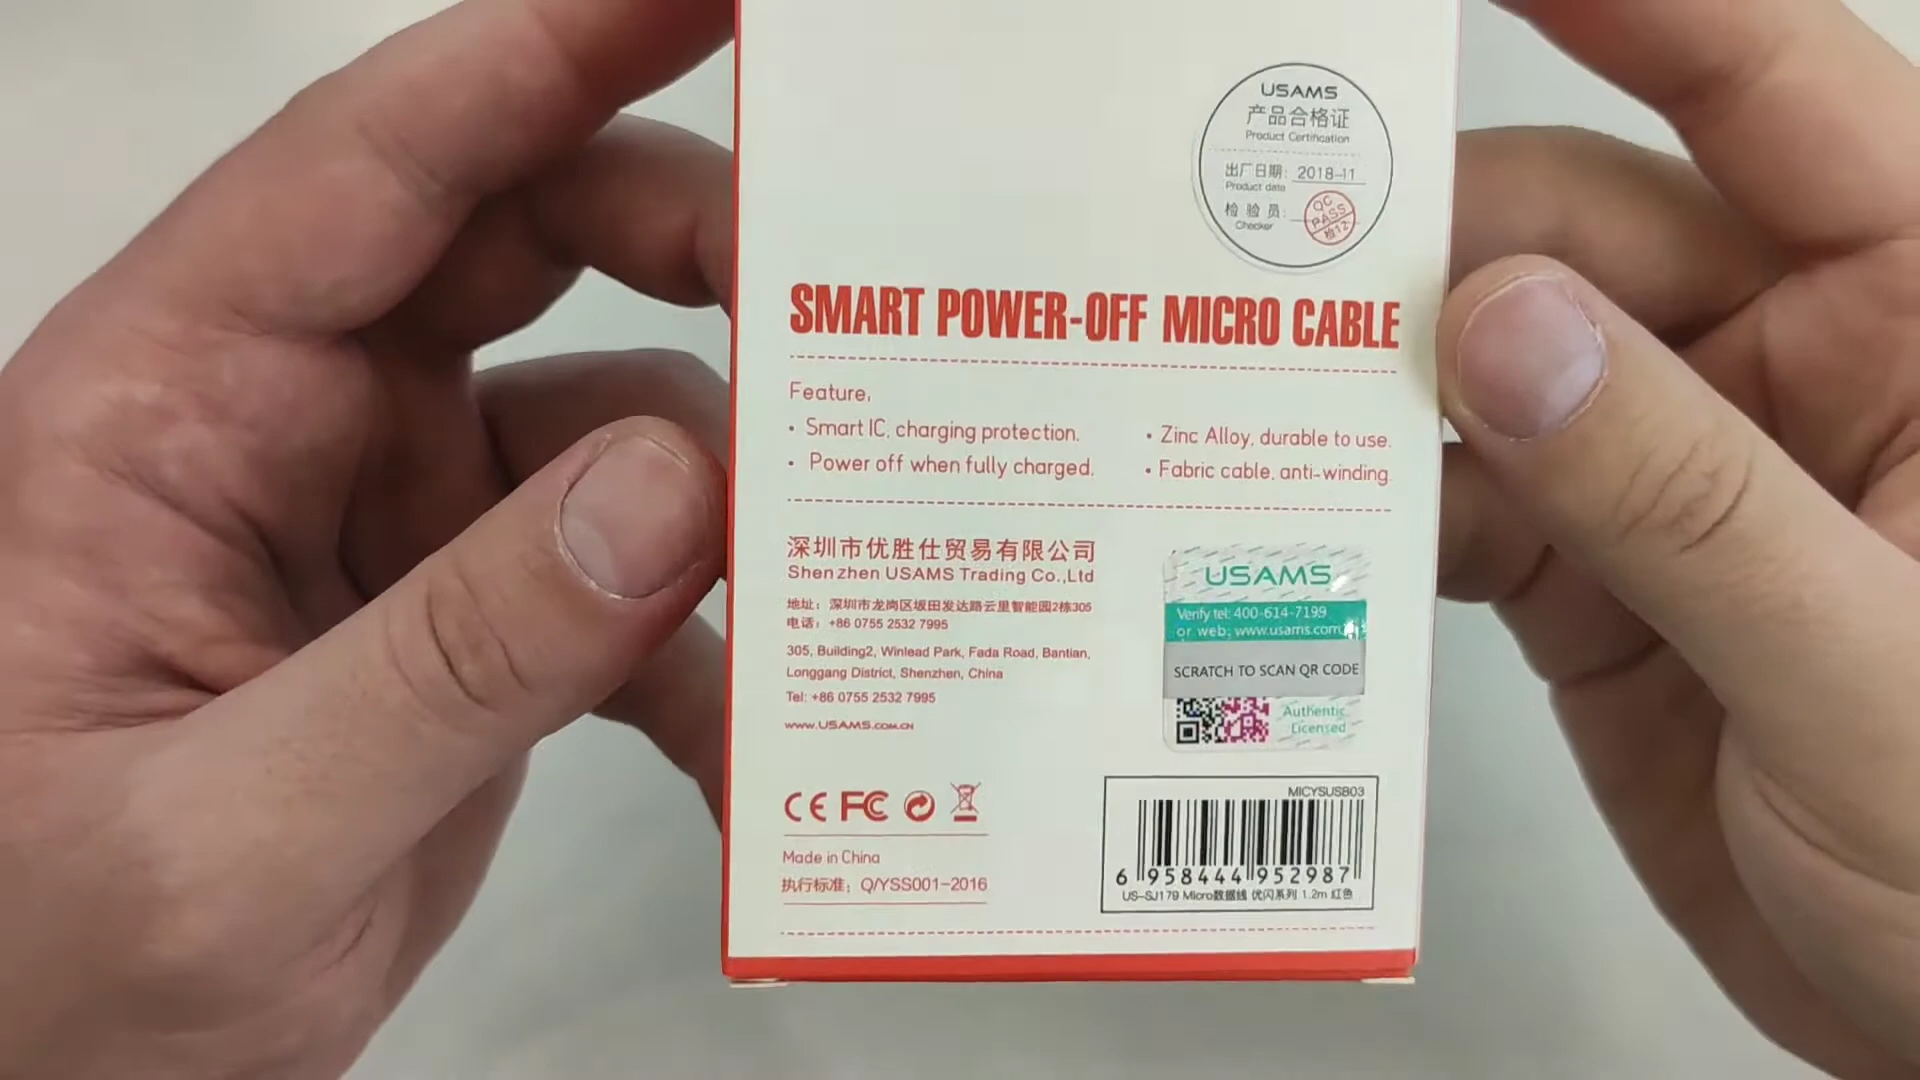 USAMS
产品合格证
Product Certification
出厂日期: 2018-11
Product date
检 验 员:
Checker
QC
PASS
检12
SMART POWER-OFF MICRO CABLE
Feature,
• Smart IC, charging protection.
• Power off when fully charged.
• Zinc Alloy, durable to use.
• Fabric cable, anti-winding.
深圳市优胜仕贸易有限公司
Shenzhen USAMS Trading Co.,Ltd
地址：深圳市龙岗区坂田发达路云里智能园2栋305
电话：+86 0755 2532 7995
305, Building2, Winlead Park, Fada Road, Bantian,
Longgang District, Shenzhen, China
Tel: +86 0755 2532 7995
www.USAMS.COM.CN
USAMS
Verify tel: 400-614-7199
or web: www.usams.com
SCRATCH TO SCAN QR CODE
Authentic
Licensed
CE FC
Made in China
执行标准：Q/YSS001-2016
MICYSUSB03
6 958444 952987
US-SJ179 Micro数据线 优闪系列 1.2m 红色